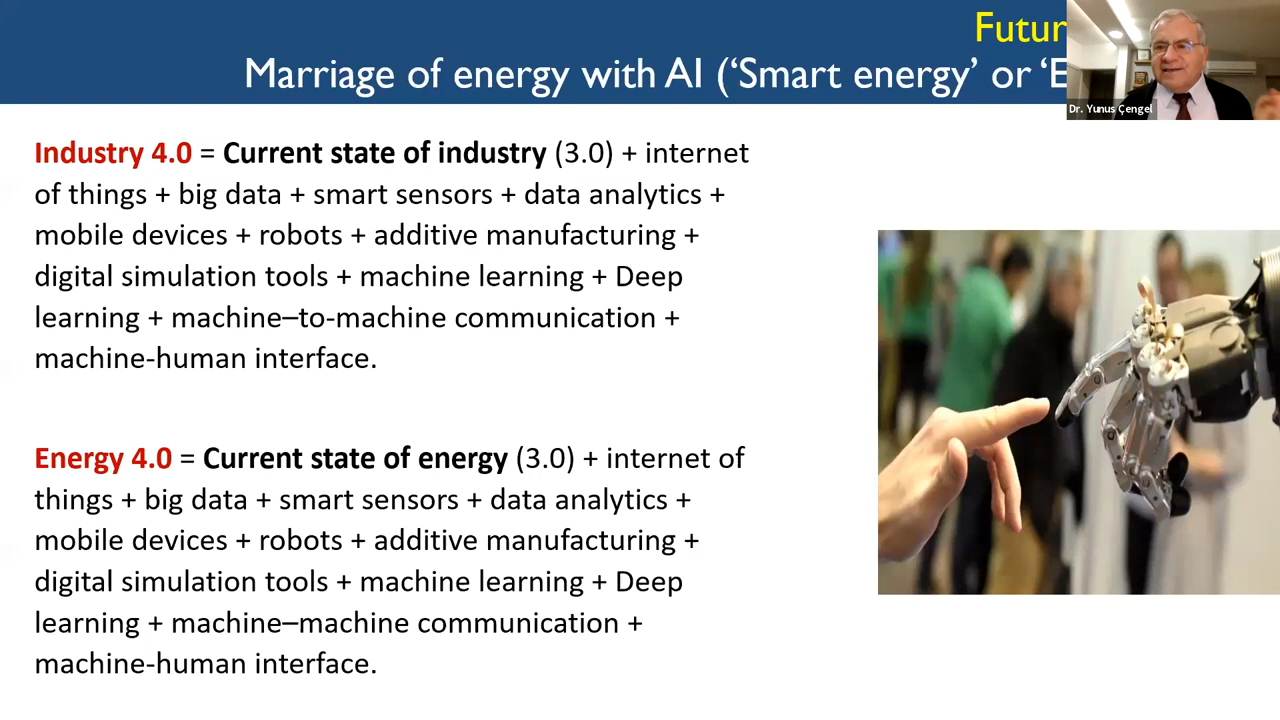 Futur
Marriage of energy with AI (‘Smart energy’ or ‘E
Dr. Yunus Çengel
Industry 4.0 = Current state of industry (3.0) + internet
of things + big data + smart sensors + data analytics +
mobile devices + robots + additive manufacturing +
digital simulation tools + machine learning + Deep
learning + machine–to-machine communication +
machine-human interface.
Energy 4.0 = Current state of energy (3.0) + internet of
things + big data + smart sensors + data analytics +
mobile devices + robots + additive manufacturing +
digital simulation tools + machine learning + Deep
learning + machine–machine communication +
machine-human interface.